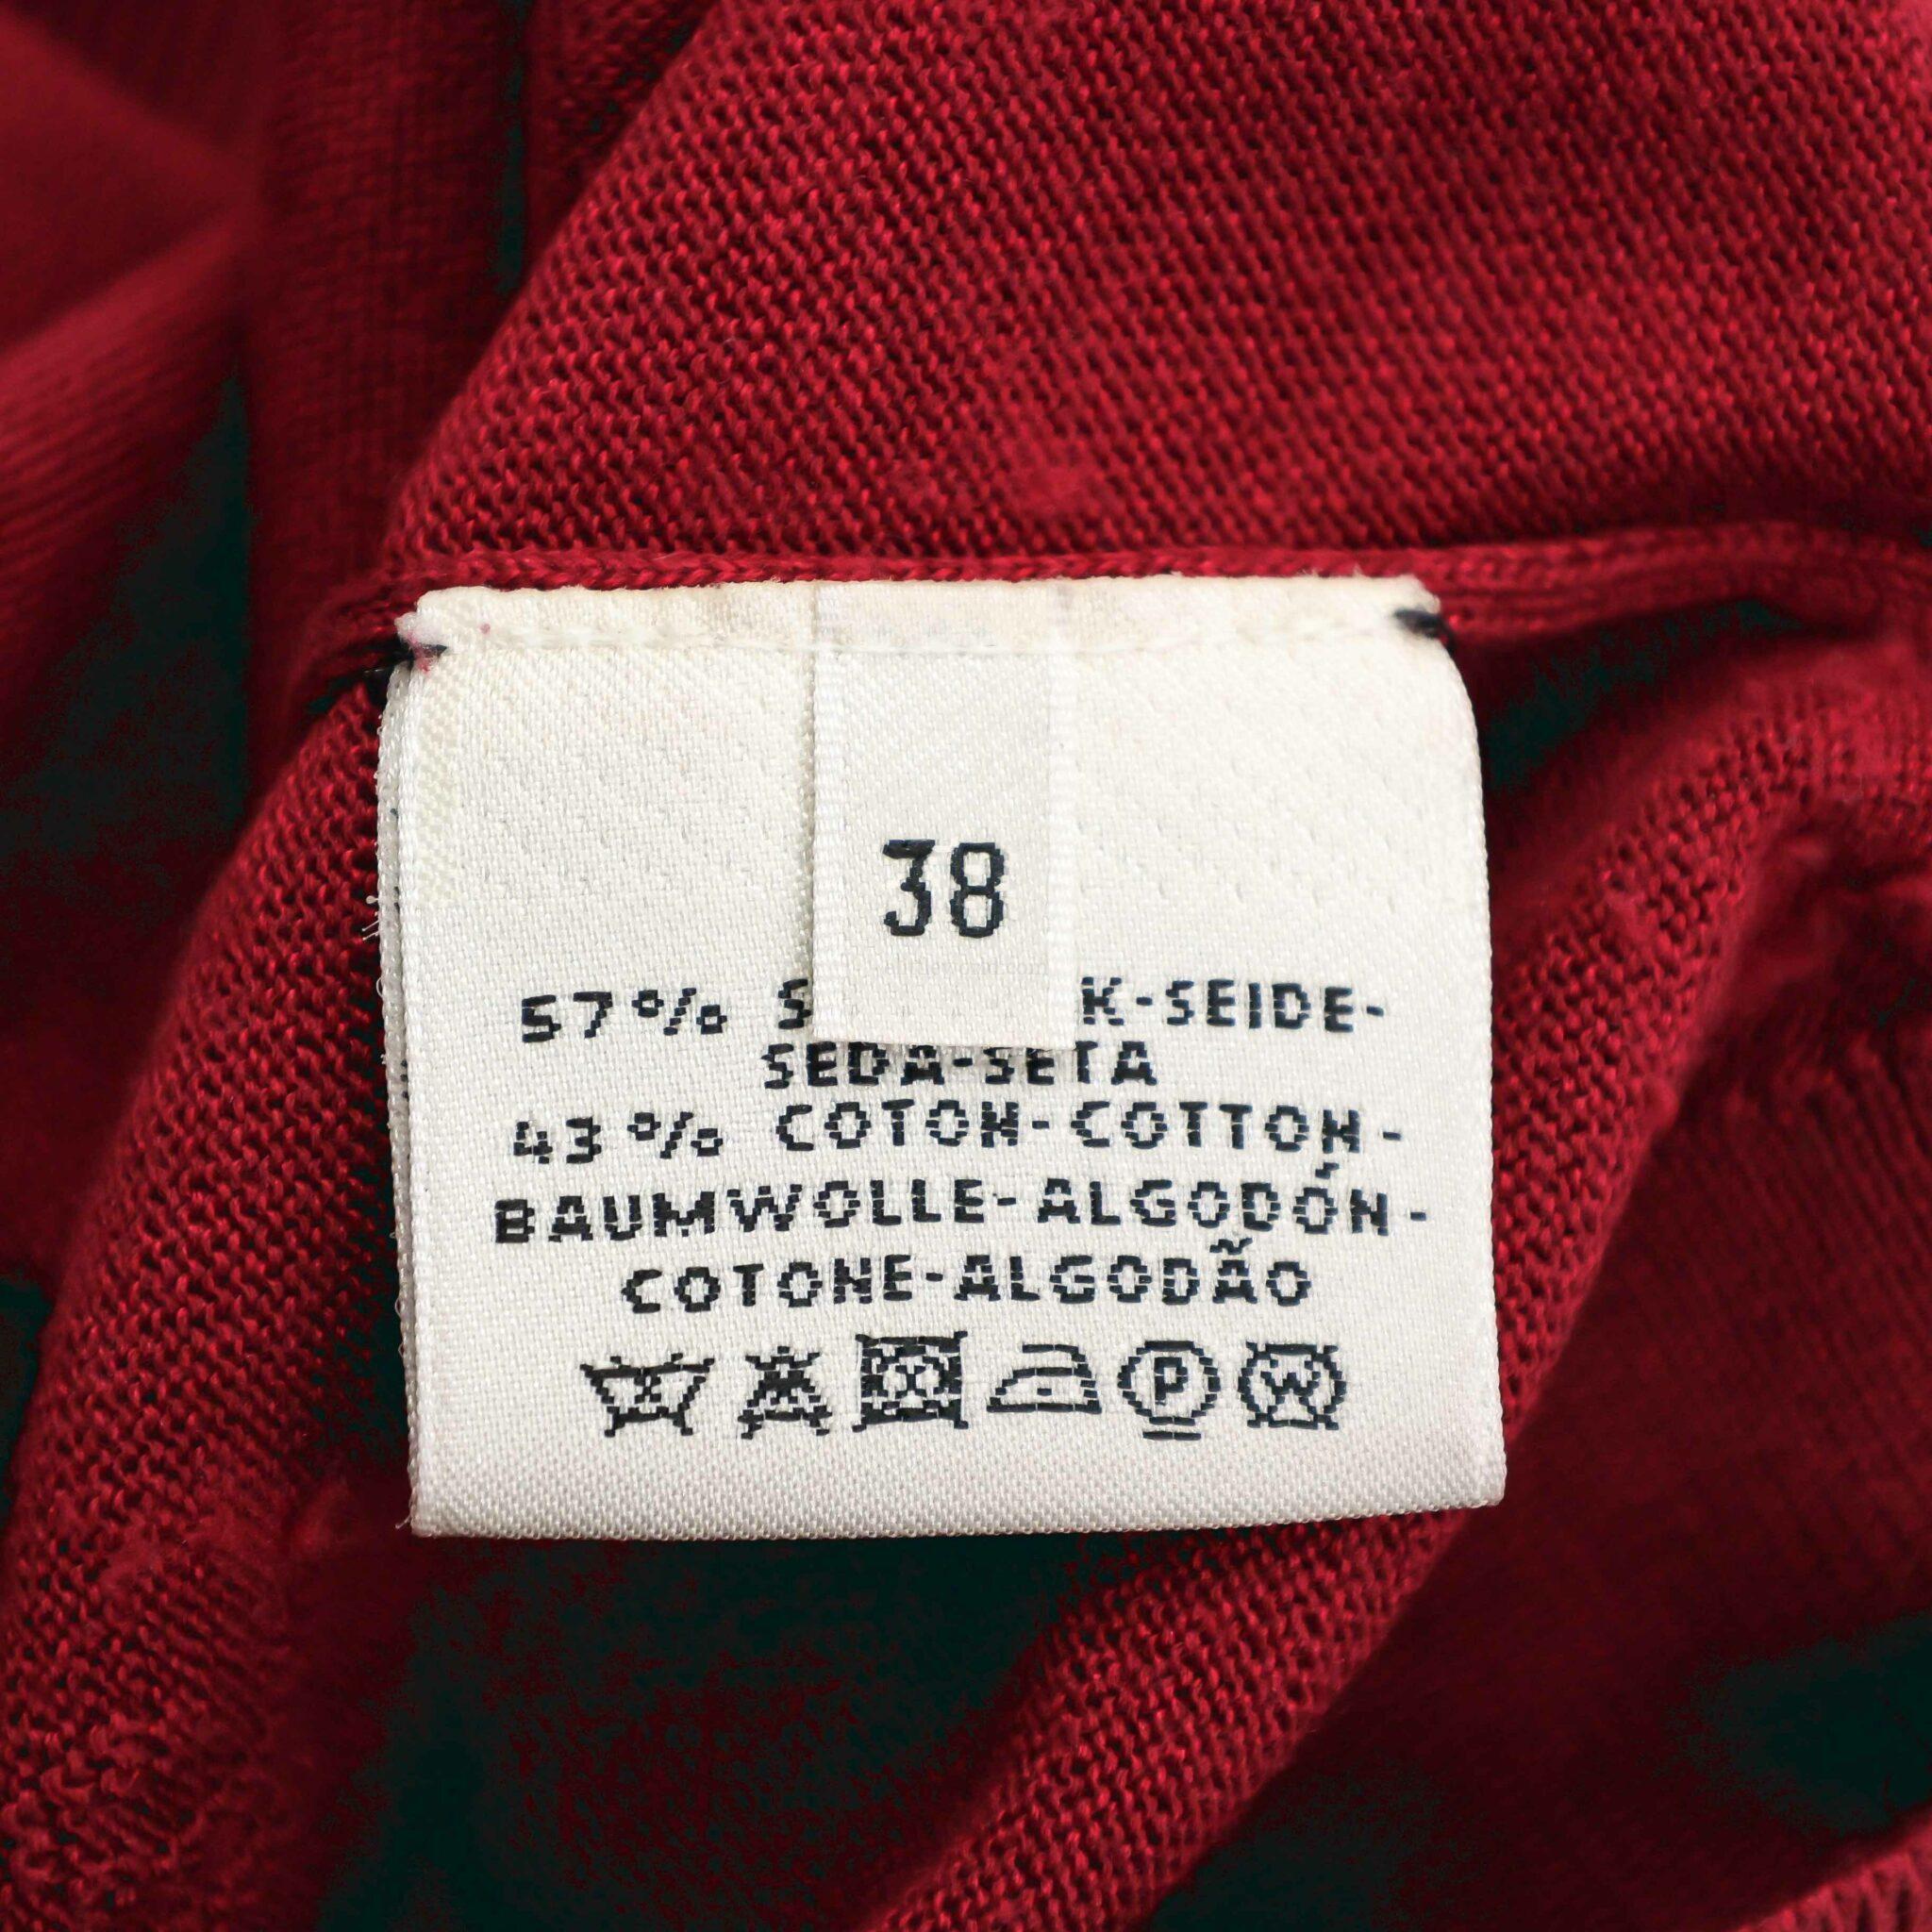 38
57% K-SEIDE-
SEDA-SETA
43% COTON-COTTON-
BAUMWOLLE-ALGODÓN-
COTONE-ALGODÃO
P W